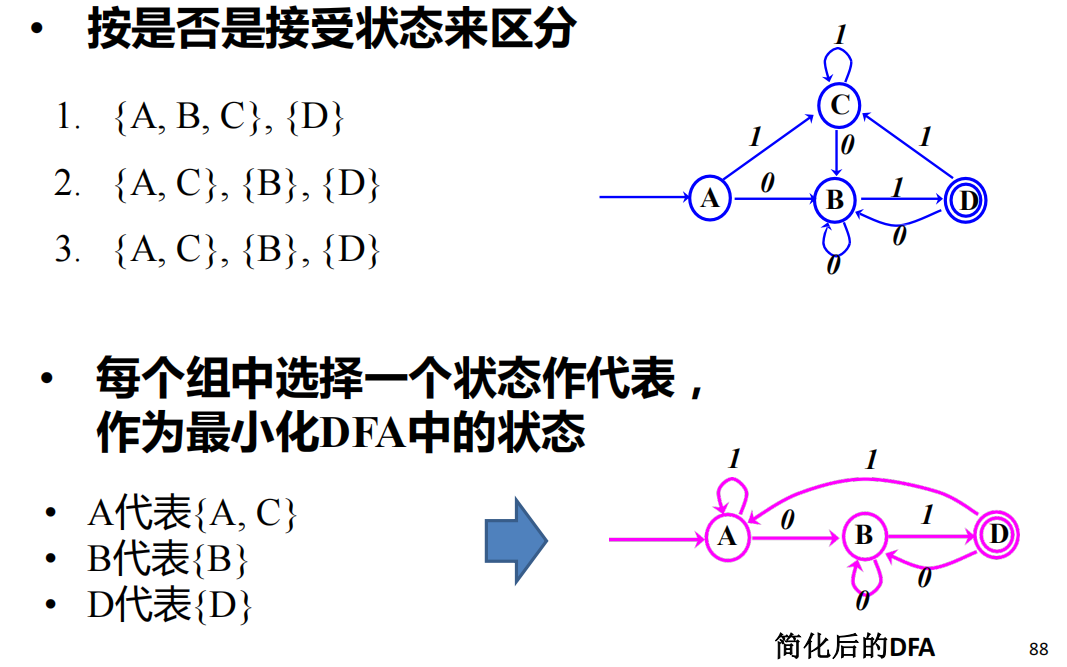 • 按是否是接受状态来区分
1. {A, B, C}, {D}
2. {A, C}, {B}, {D}
3. {A, C}, {B}, {D}
1
C
1
0
1
A
0
B
1
D
0
0
• 每个组中选择一个状态作代表，
作为最小化DFA中的状态
• A代表{A, C}
• B代表{B}
• D代表{D}
1
1
A
0
B
1
D
0
0
简化后的DFA
88